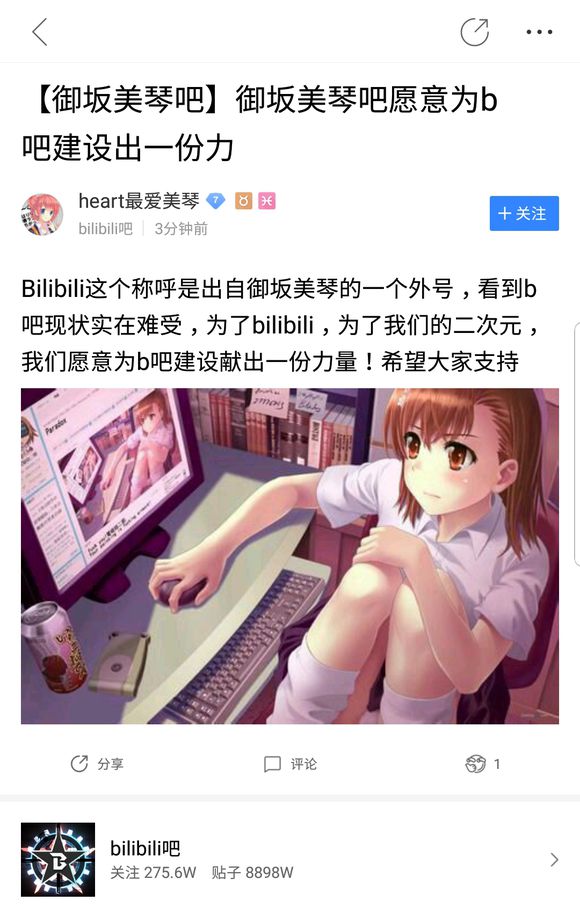 【御坂美琴吧】御坂美琴吧愿意为b
吧建设出一份力
heart最爱美琴 7
bilibili吧 3分钟前
+ 关注
Bilibili这个称呼是出自御坂美琴的一个外号，看到b
吧现状实在难受，为了bilibili，为了我们的二次元，
我们愿意为b吧建设献出一份力量！希望大家支持
Paradox
分享
评论
1
bilibili吧
关注 275.6W 贴子 8898W